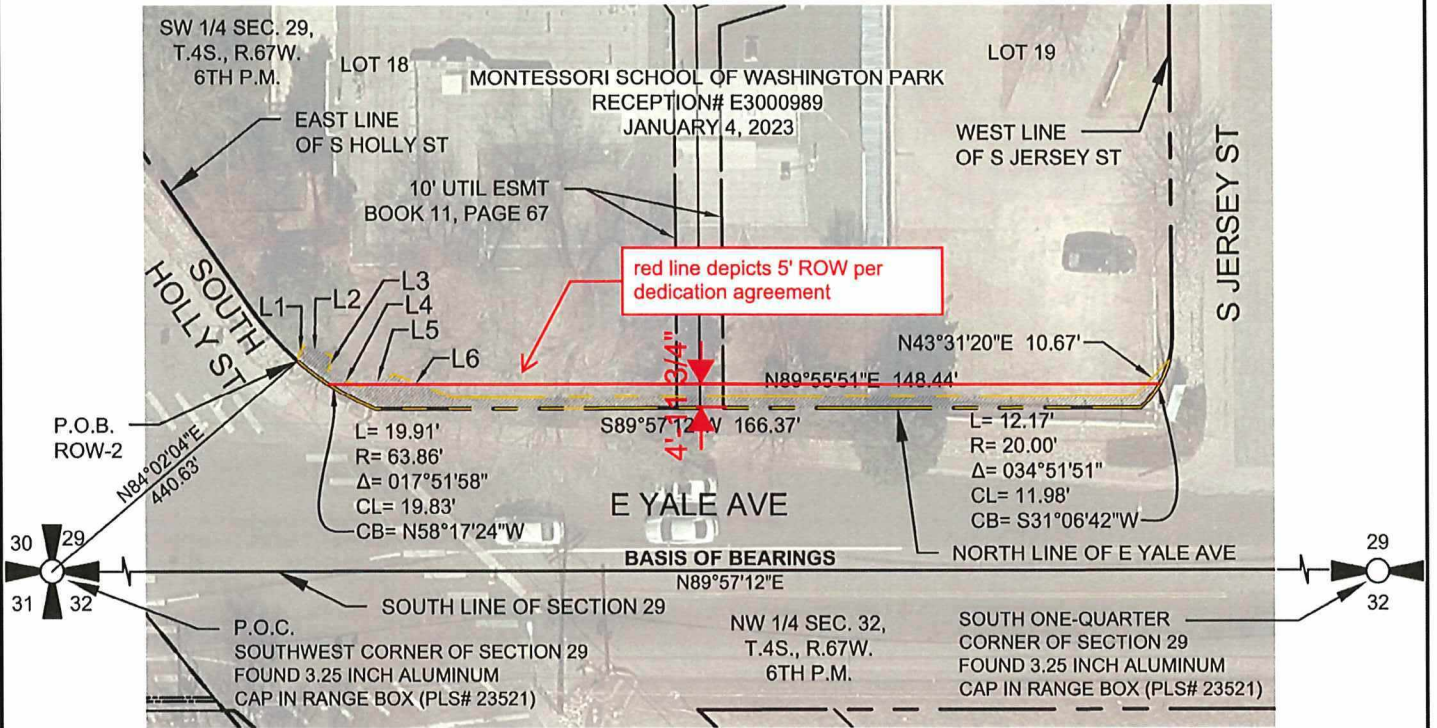 SW 1/4 SEC. 29,
T.4S., R.67W.
6TH P.M.
LOT 18
MONTESSORI SCHOOL OF WASHINGTON PARK
RECEPTION# E3000989
JANUARY 4, 2023
LOT 19
EAST LINE
OF S HOLLY ST
WEST LINE
OF S JERSEY ST
S JERSEY ST
10' UTIL ESMT
BOOK 11, PAGE 67
red line depicts 5' ROW per
dedication agreement
SOUTH
HOLLY ST
L1
L2
L3
L4
L5
L6
N43°31'20"E 10.67'
N89°55'51"E 148.44'
4'-11 3/4"
S89°57'12"W 166.37'
P.O.B.
ROW-2
N84°02'04"E
440.63'
L= 19.91'
R= 63.86'
Δ= 017°51'58"
CL= 19.83'
CB= N58°17'24"W
L= 12.17'
R= 20.00'
Δ= 034°51'51"
CL= 11.98'
CB= S31°06'42"W
E YALE AVE
NORTH LINE OF E YALE AVE
BASIS OF BEARINGS
N89°57'12"E
30 29
31 32
29
32
SOUTH LINE OF SECTION 29
P.O.C.
SOUTHWEST CORNER OF SECTION 29
FOUND 3.25 INCH ALUMINUM
CAP IN RANGE BOX (PLS# 23521)
NW 1/4 SEC. 32,
T.4S., R.67W.
6TH P.M.
SOUTH ONE-QUARTER
CORNER OF SECTION 29
FOUND 3.25 INCH ALUMINUM
CAP IN RANGE BOX (PLS# 23521)